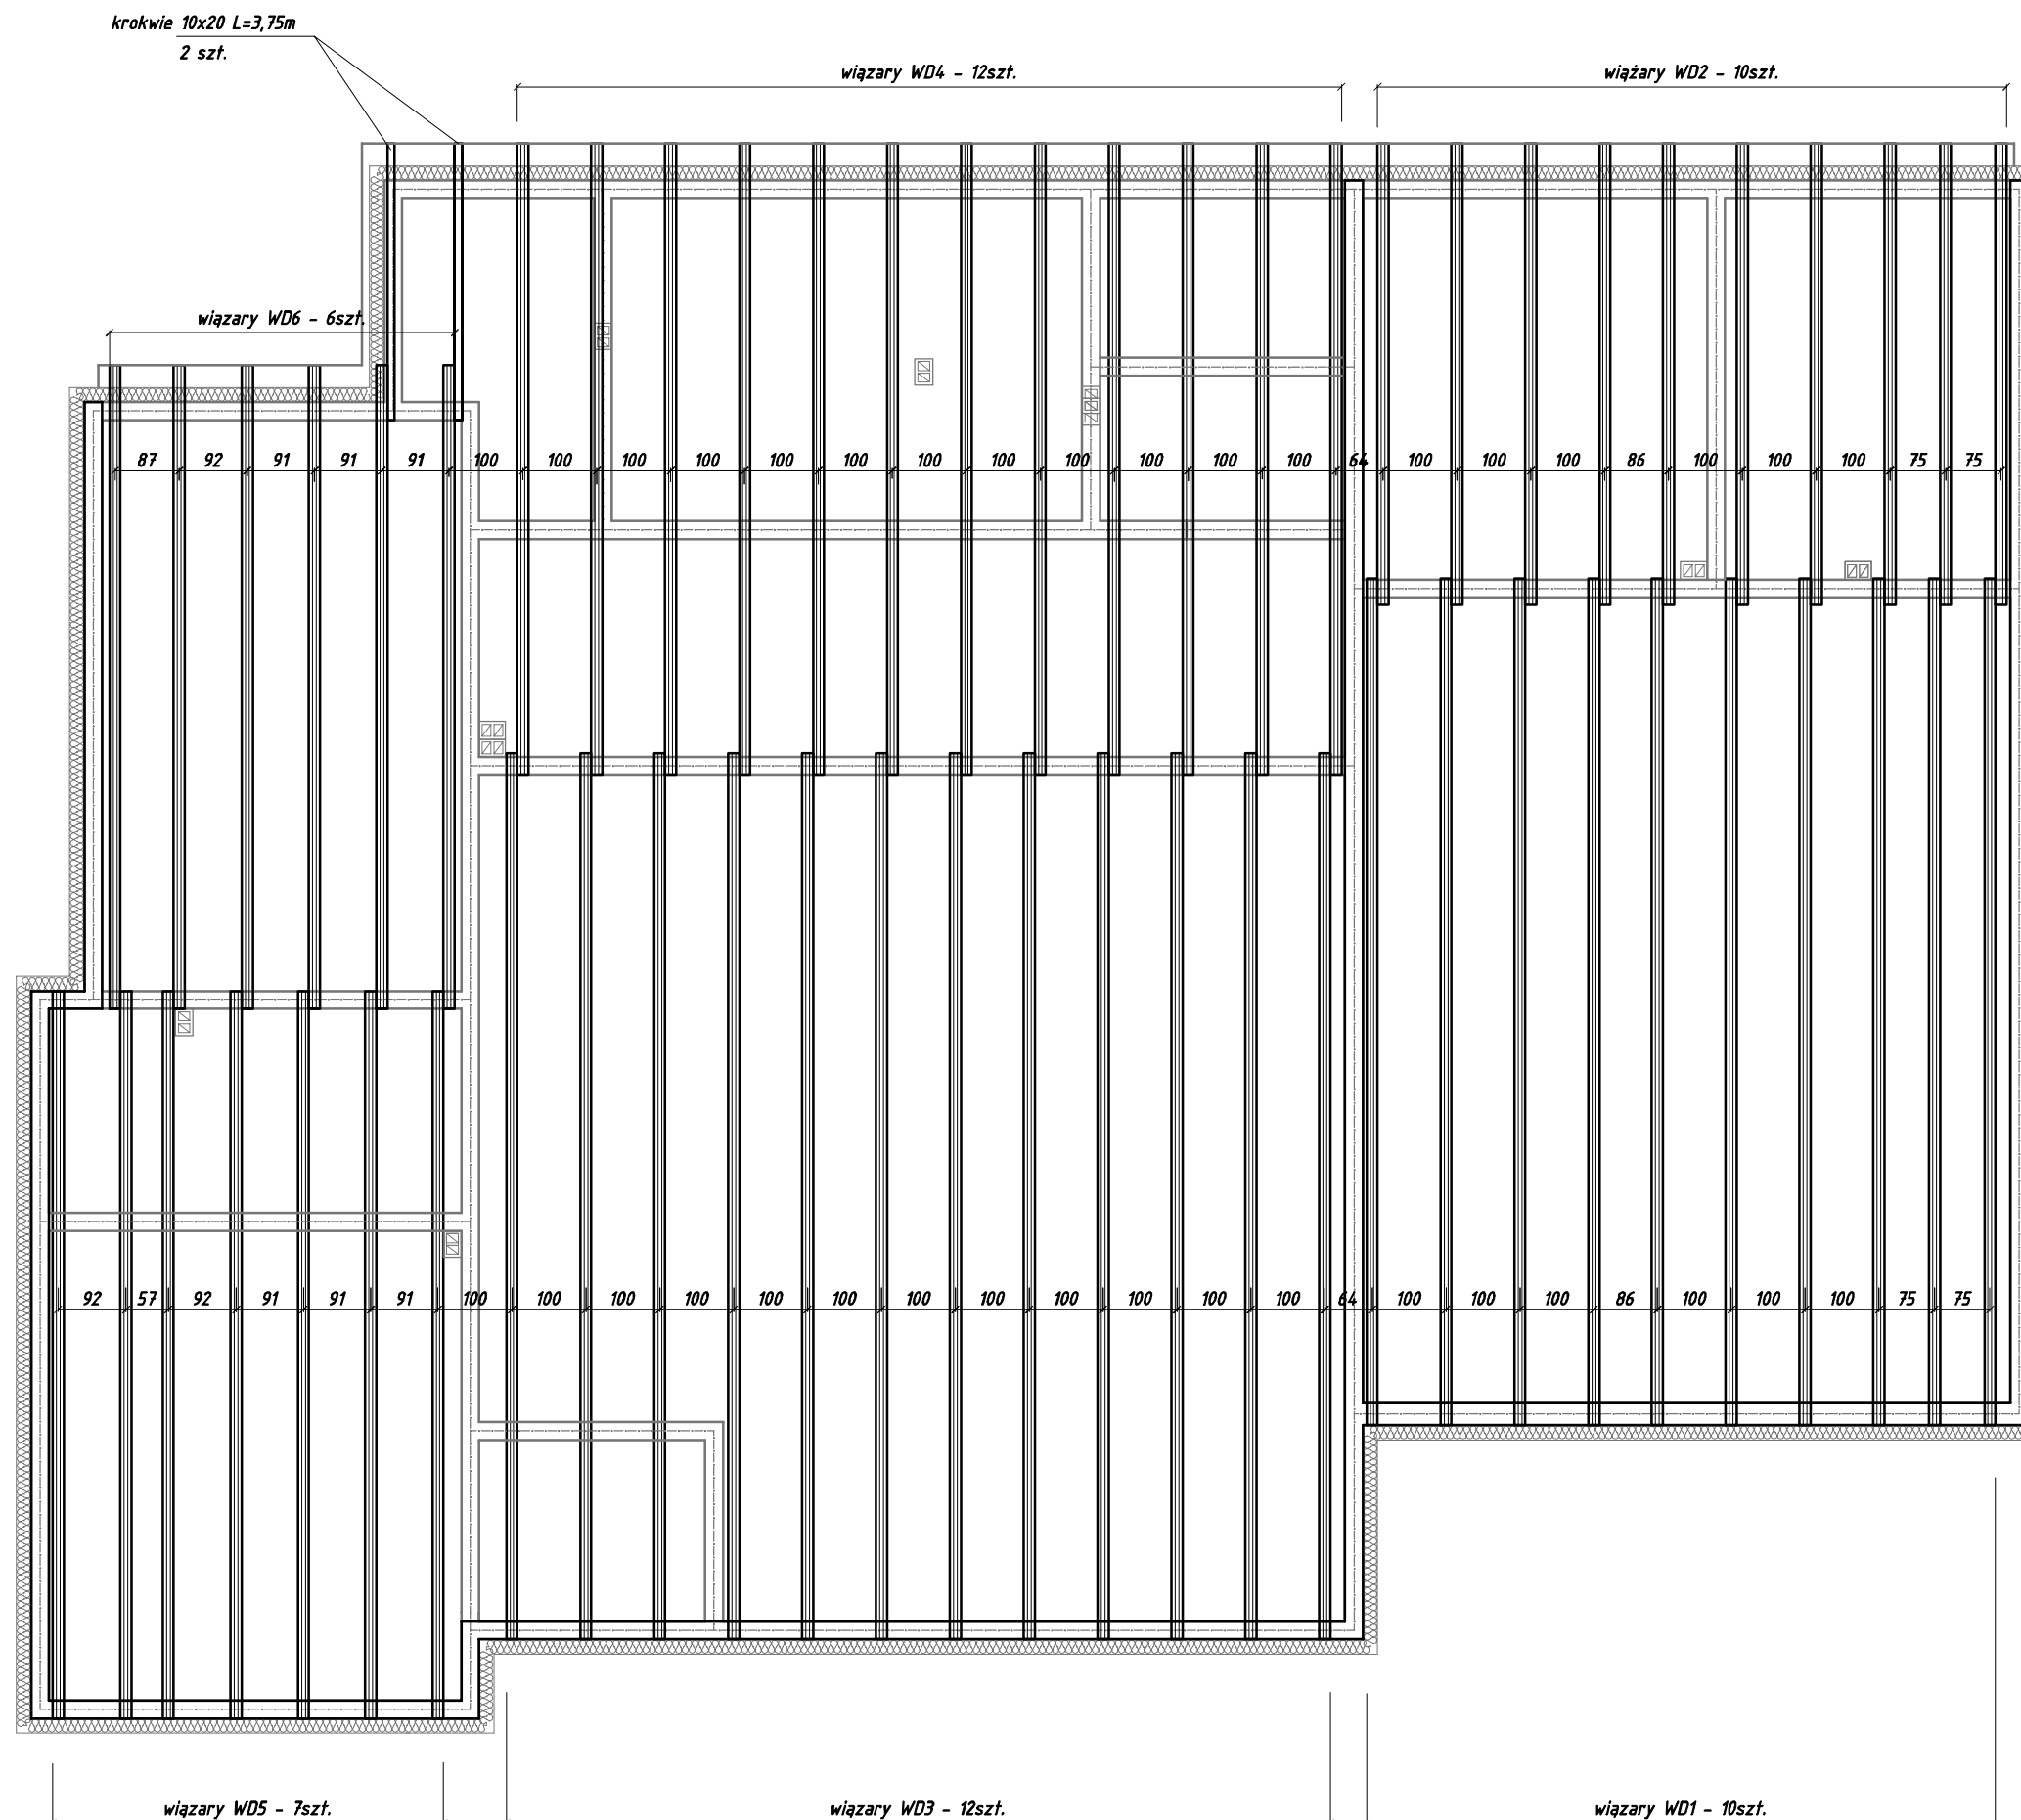 krokwie 10x20 L=3,75m
2 szt.
wiązary WD4 - 12szt.
wiążary WD2 - 10szt.
wiązary WD6 - 6szt.
87 92 91 91 91 100 100 100 100 100 100 100 100 100 100 100 100 64 100 100 100 86 100 100 100 75 75
92 57 92 91 91 91 100 100 100 100 100 100 100 100 100 100 100 100 64 100 100 100 86 100 100 100 75 75
wiązary WD5 - 7szt.
wiązary WD3 - 12szt.
wiązary WD1 - 10szt.